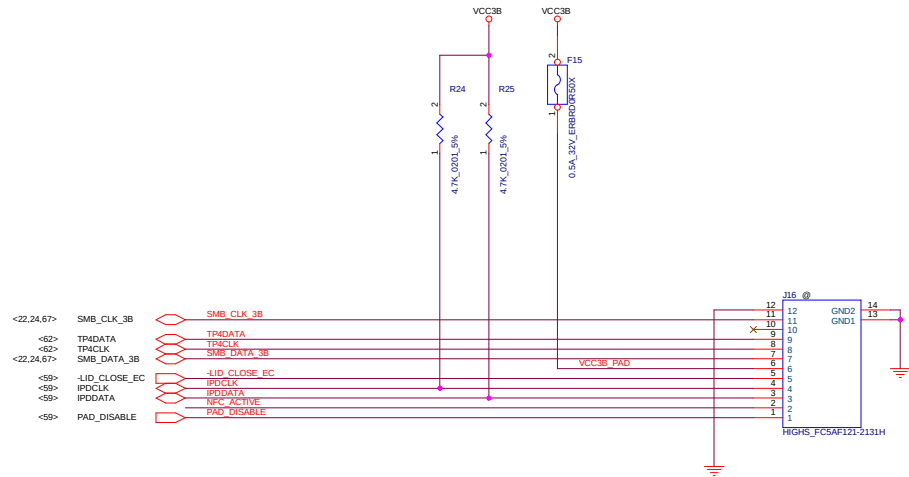 VCC3B VCC3B
2 F15
R24 R25
2 2
1
4.7K_0201_5% 4.7K_0201_5% 0.5A_32V_ERBRD0R50X
1 1
J16 @
12 12 GND2 14
<22,24,67> SMB_CLK_3B SMB_CLK_3B 11 11 GND1 13
10 10
<62> TP4DATA TP4DATA 9 9
<62> TP4CLK TP4CLK 8 8
<22,24,67> SMB_DATA_3B SMB_DATA_3B 7 7
VCC3B_PAD 6 6
<59> -LID_CLOSE_EC -LID_CLOSE_EC 5 5
<59> IPDCLK IPDCLK 4 4
<59> IPDDATA IPDDATA 3 3
NFC_ACTIVE 2 2
<59> PAD_DISABLE PAD_DISABLE 1 1
HIGHS_FC5AF121-2131H